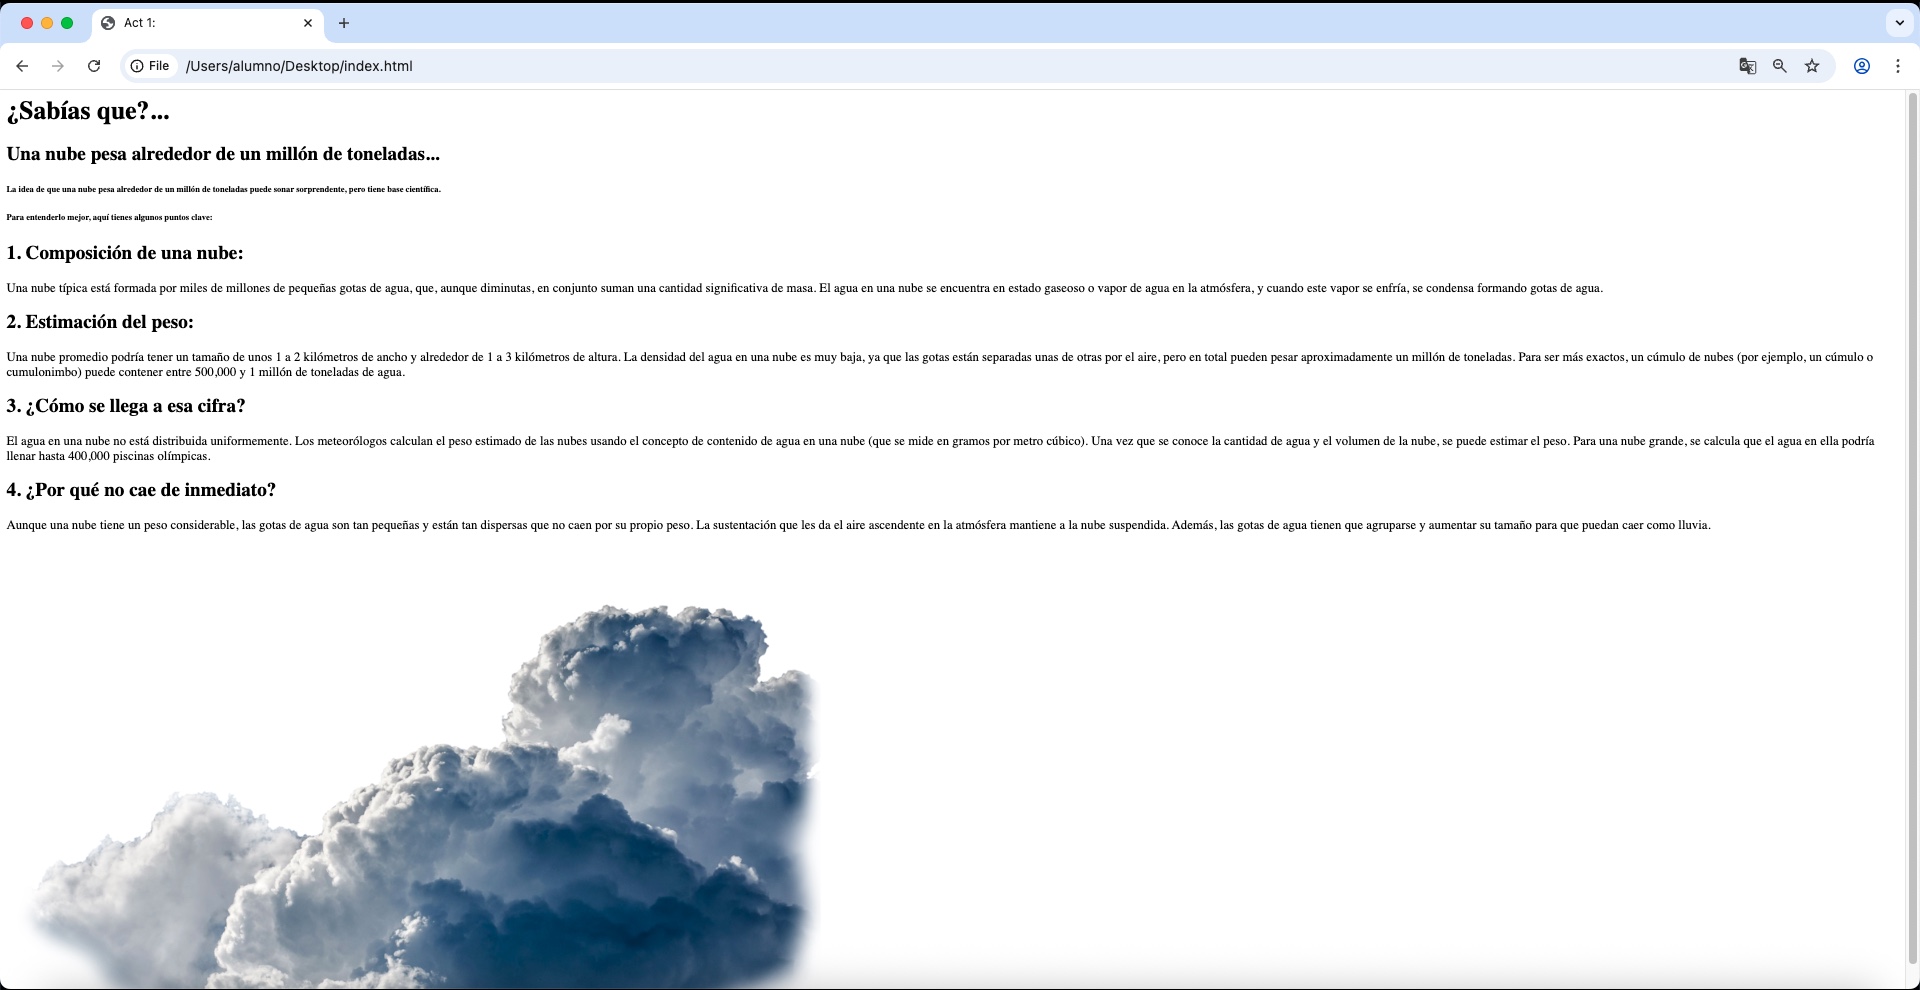 Act 1:
File /Users/alumno/Desktop/index.html
¿Sabías que?...
Una nube pesa alrededor de un millón de toneladas...
La idea de que una nube pesa alrededor de un millón de toneladas puede sonar sorprendente, pero tiene base científica.
Para entenderlo mejor, aquí tienes algunos puntos clave:
1. Composición de una nube:
Una nube típica está formada por miles de millones de pequeñas gotas de agua, que, aunque diminutas, en conjunto suman una cantidad significativa de masa. El agua en una nube se encuentra en estado gaseoso o vapor de agua en la atmósfera, y cuando este vapor se enfría, se condensa formando gotas de agua.
2. Estimación del peso:
Una nube promedio podría tener un tamaño de unos 1 a 2 kilómetros de ancho y alrededor de 1 a 3 kilómetros de altura. La densidad del agua en una nube es muy baja, ya que las gotas están separadas unas de otras por el aire, pero en total pueden pesar aproximadamente un millón de toneladas. Para ser más exactos, un cúmulo de nubes (por ejemplo, un cúmulo o
cumulonimbo) puede contener entre 500,000 y 1 millón de toneladas de agua.
3. ¿Cómo se llega a esa cifra?
El agua en una nube no está distribuida uniformemente. Los meteorólogos calculan el peso estimado de las nubes usando el concepto de contenido de agua en una nube (que se mide en gramos por metro cúbico). Una vez que se conoce la cantidad de agua y el volumen de la nube, se puede estimar el peso. Para una nube grande, se calcula que el agua en ella podría
llenar hasta 400,000 piscinas olímpicas.
4. ¿Por qué no cae de inmediato?
Aunque una nube tiene un peso considerable, las gotas de agua son tan pequeñas y están tan dispersas que no caen por su propio peso. La sustentación que les da el aire ascendente en la atmósfera mantiene a la nube suspendida. Además, las gotas de agua tienen que agruparse y aumentar su tamaño para que puedan caer como lluvia.